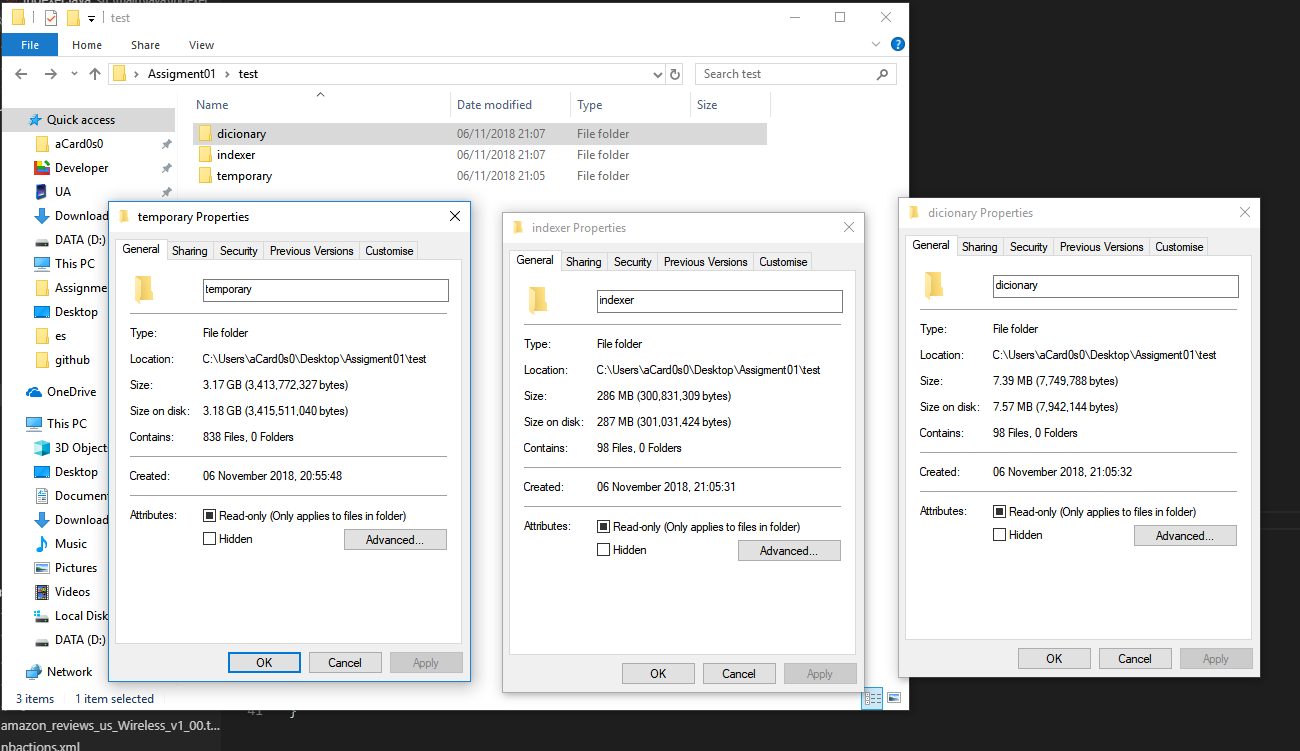 test
File
Home
Share
View
Assigment01
test
Search test
Name
Date modified
Type
Size
Quick access
aCard0s0
Developer
UA
Download
DATA (D:)
This PC
Assignme
Desktop
es
github
OneDrive
This PC
3D Object
Desktop
Documen
Download
Music
Pictures
Videos
Local Disk
DATA (D:)
Network
dicionary 06/11/2018 21:07 File folder
indexer 06/11/2018 21:07 File folder
temporary 06/11/2018 21:05 File folder
3 items 1 item selected
temporary Properties
General Sharing Security Previous Versions Customise
temporary
Type: File folder
Location: C:\Users\aCard0s0\Desktop\Assigment01\test
Size: 3.17 GB (3,413,772,327 bytes)
Size on disk: 3.18 GB (3,415,511,040 bytes)
Contains: 838 Files, 0 Folders
Created: 06 November 2018, 20:55:48
Attributes: Read-only (Only applies to files in folder)
Hidden Advanced...
OK Cancel Apply
indexer Properties
General Sharing Security Previous Versions Customise
indexer
Type: File folder
Location: C:\Users\aCard0s0\Desktop\Assigment01\test
Size: 286 MB (300,831,309 bytes)
Size on disk: 287 MB (301,031,424 bytes)
Contains: 98 Files, 0 Folders
Created: 06 November 2018, 21:05:31
Attributes: Read-only (Only applies to files in folder)
Hidden Advanced...
OK Cancel Apply
dicionary Properties
General Sharing Security Previous Versions Customise
dicionary
Type: File folder
Location: C:\Users\aCard0s0\Desktop\Assigment01\test
Size: 7.39 MB (7,749,788 bytes)
Size on disk: 7.57 MB (7,942,144 bytes)
Contains: 98 Files, 0 Folders
Created: 06 November 2018, 21:05:32
Attributes: Read-only (Only applies to files in folder)
Hidden Advanced...
OK Cancel Apply
41 }
amazon_reviews_us_Wireless_v1_00.t...
nbactions.xml